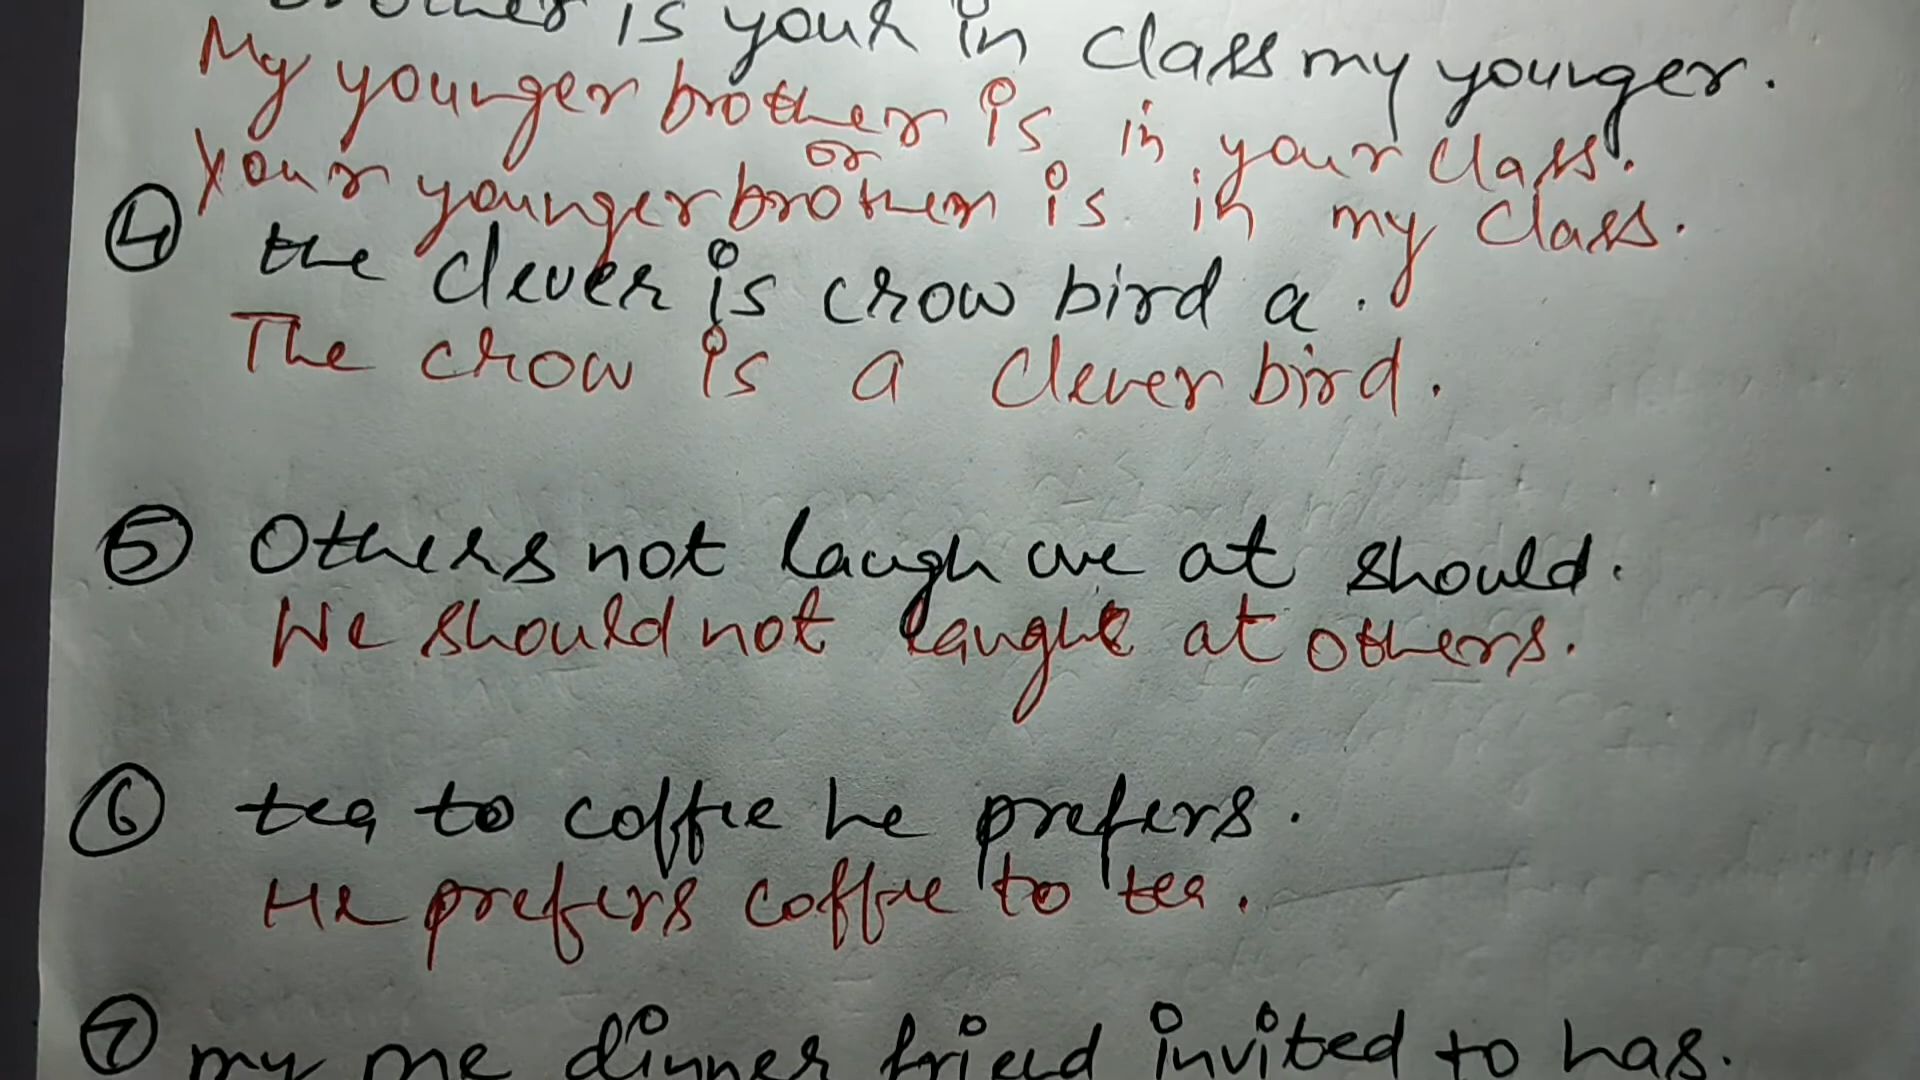 brother is your in class my younger.
My younger brother is in your class.
or
Your younger brother is in my class.
④ the clever is crow bird a.
The crow is a clever bird.
⑤ Others not laugh we at should.
We should not laught at others.
⑥ tea to coffee he prefers.
He prefers coffee to tea.
⑦ my me dinner friend invited to has.